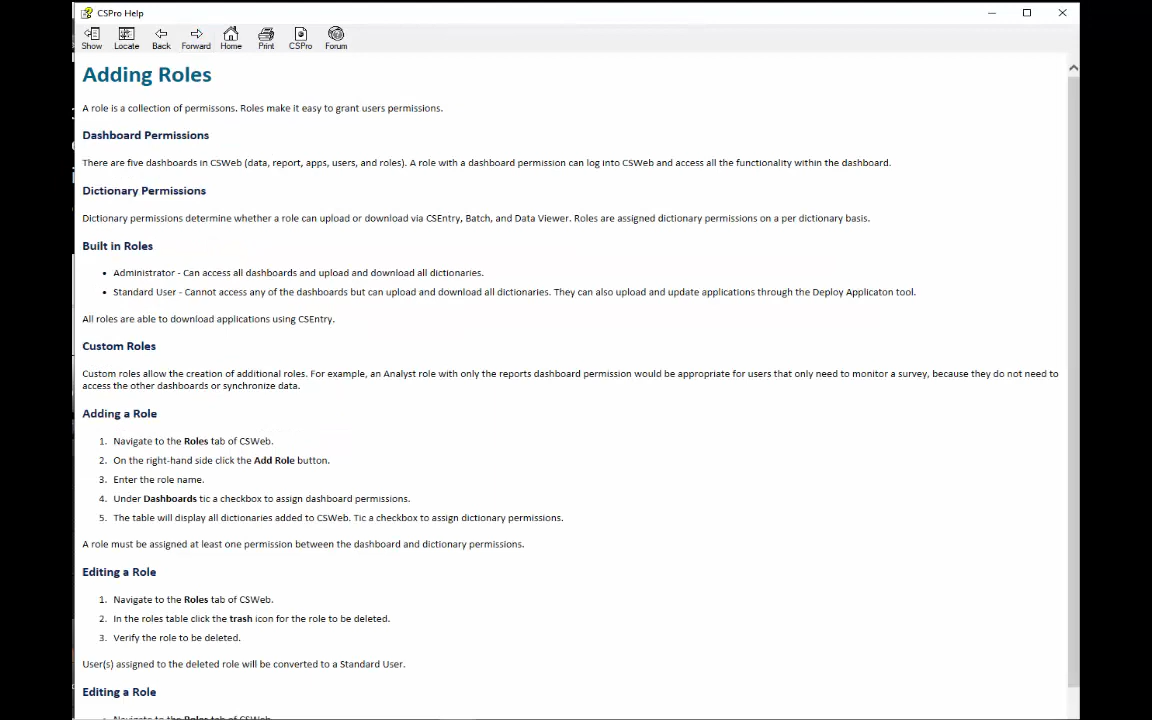 CSPro Help
Show Locate Back Forward Home Print CSPro Forum
Adding Roles
A role is a collection of permissons. Roles make it easy to grant users permissions.
Dashboard Permissions
There are five dashboards in CSWeb (data, report, apps, users, and roles). A role with a dashboard permission can log into CSWeb and access all the functionality within the dashboard.
Dictionary Permissions
Dictionary permissions determine whether a role can upload or download via CSEntry, Batch, and Data Viewer. Roles are assigned dictionary permissions on a per dictionary basis.
Built in Roles
• Administrator - Can access all dashboards and upload and download all dictionaries.
• Standard User - Cannot access any of the dashboards but can upload and download all dictionaries. They can also upload and update applications through the Deploy Applicaton tool.
All roles are able to download applications using CSEntry.
Custom Roles
Custom roles allow the creation of additional roles. For example, an Analyst role with only the reports dashboard permission would be appropriate for users that only need to monitor a survey, because they do not need to
access the other dashboards or synchronize data.
Adding a Role
1. Navigate to the Roles tab of CSWeb.
2. On the right-hand side click the Add Role button.
3. Enter the role name.
4. Under Dashboards tic a checkbox to assign dashboard permissions.
5. The table will display all dictionaries added to CSWeb. Tic a checkbox to assign dictionary permissions.
A role must be assigned at least one permission between the dashboard and dictionary permissions.
Editing a Role
1. Navigate to the Roles tab of CSWeb.
2. In the roles table click the trash icon for the role to be deleted.
3. Verify the role to be deleted.
User(s) assigned to the deleted role will be converted to a Standard User.
Editing a Role
• Navigate to the Roles tab of CSWeb.